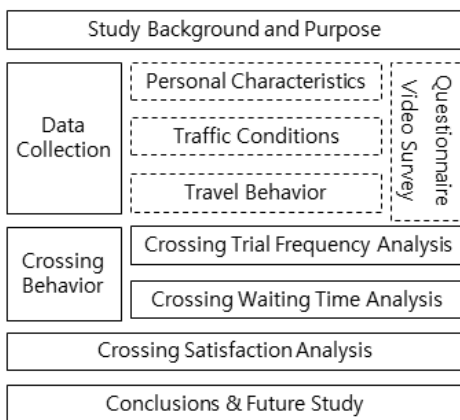 Study Background and Purpose
Data
Collection
Personal Characteristics
Traffic Conditions
Travel Behavior
Questionnaire
Video Survey
Crossing
Behavior
Crossing Trial Frequency Analysis
Crossing Waiting Time Analysis
Crossing Satisfaction Analysis
Conclusions & Future Study